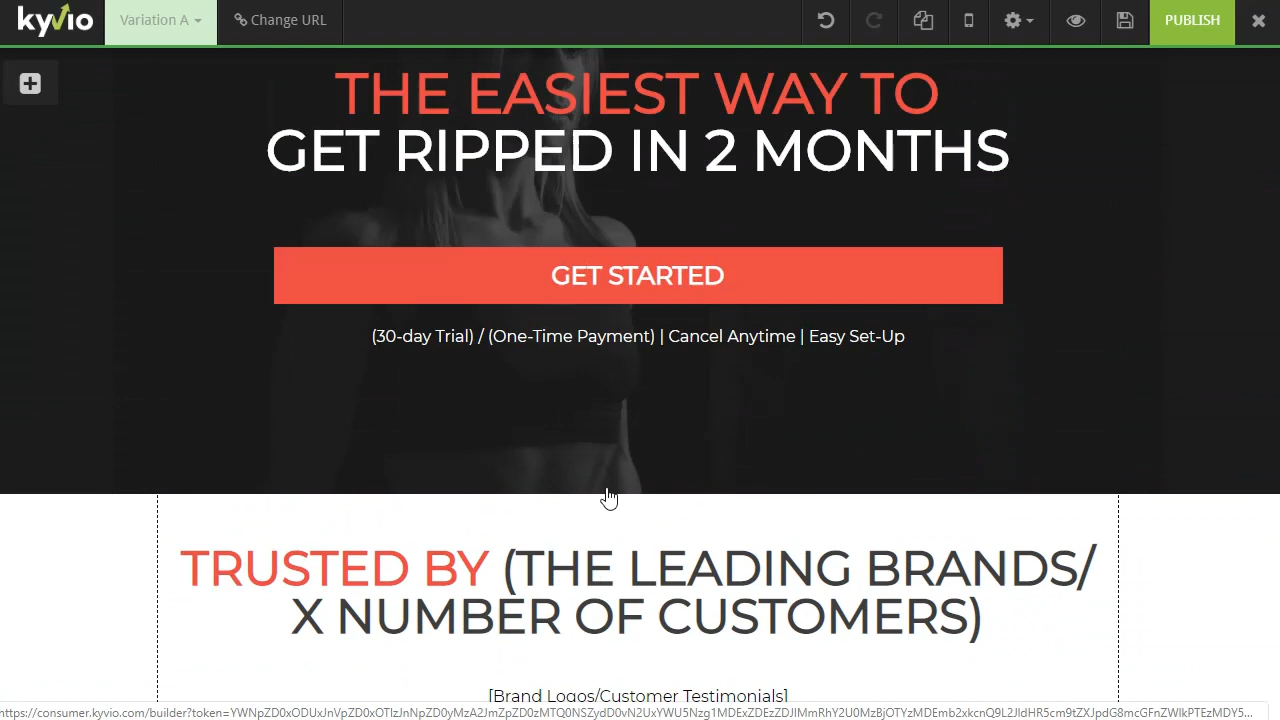 kyvio
Variation A
Change URL
PUBLISH
THE EASIEST WAY TO
GET RIPPED IN 2 MONTHS
GET STARTED
(30-day Trial) / (One-Time Payment) | Cancel Anytime | Easy Set-Up
TRUSTED BY (THE LEADING BRANDS/
X NUMBER OF CUSTOMERS)
[Brand Logos/Customer Testimonials]